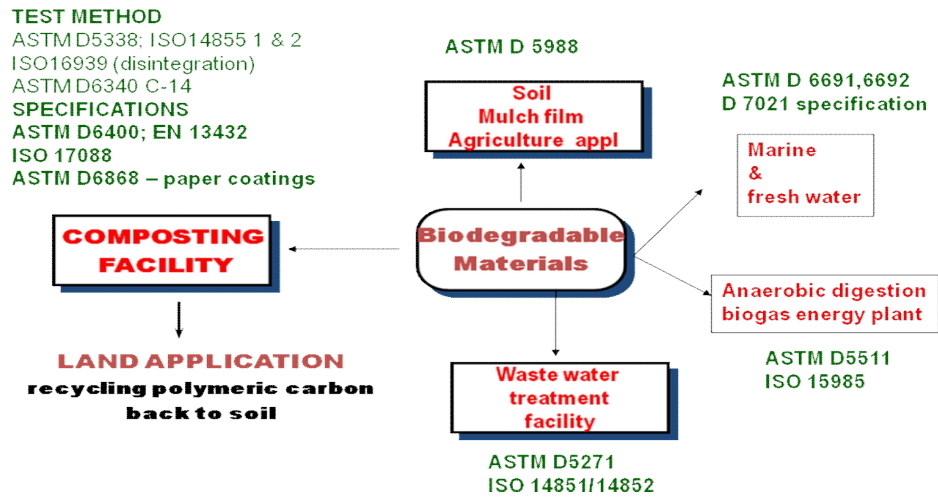 TEST METHOD
ASTM D5338; ISO14855 1 & 2
ISO16939 (disintegration)
ASTM D6340 C-14
SPECIFICATIONS
ASTM D6400; EN 13432
ISO 17088
ASTM D6868 – paper coatings
ASTM D 5988
Soil
Mulch film
Agriculture appl
ASTM D 6691,6692
D 7021 specification
Marine
&
fresh water
COMPOSTING
FACILITY
Biodegradable
Materials
Anaerobic digestion
biogas energy plant
ASTM D5511
ISO 15985
LAND APPLICATION
recycling polymeric carbon
back to soil
Waste water
treatment
facility
ASTM D5271
ISO 14851/14852